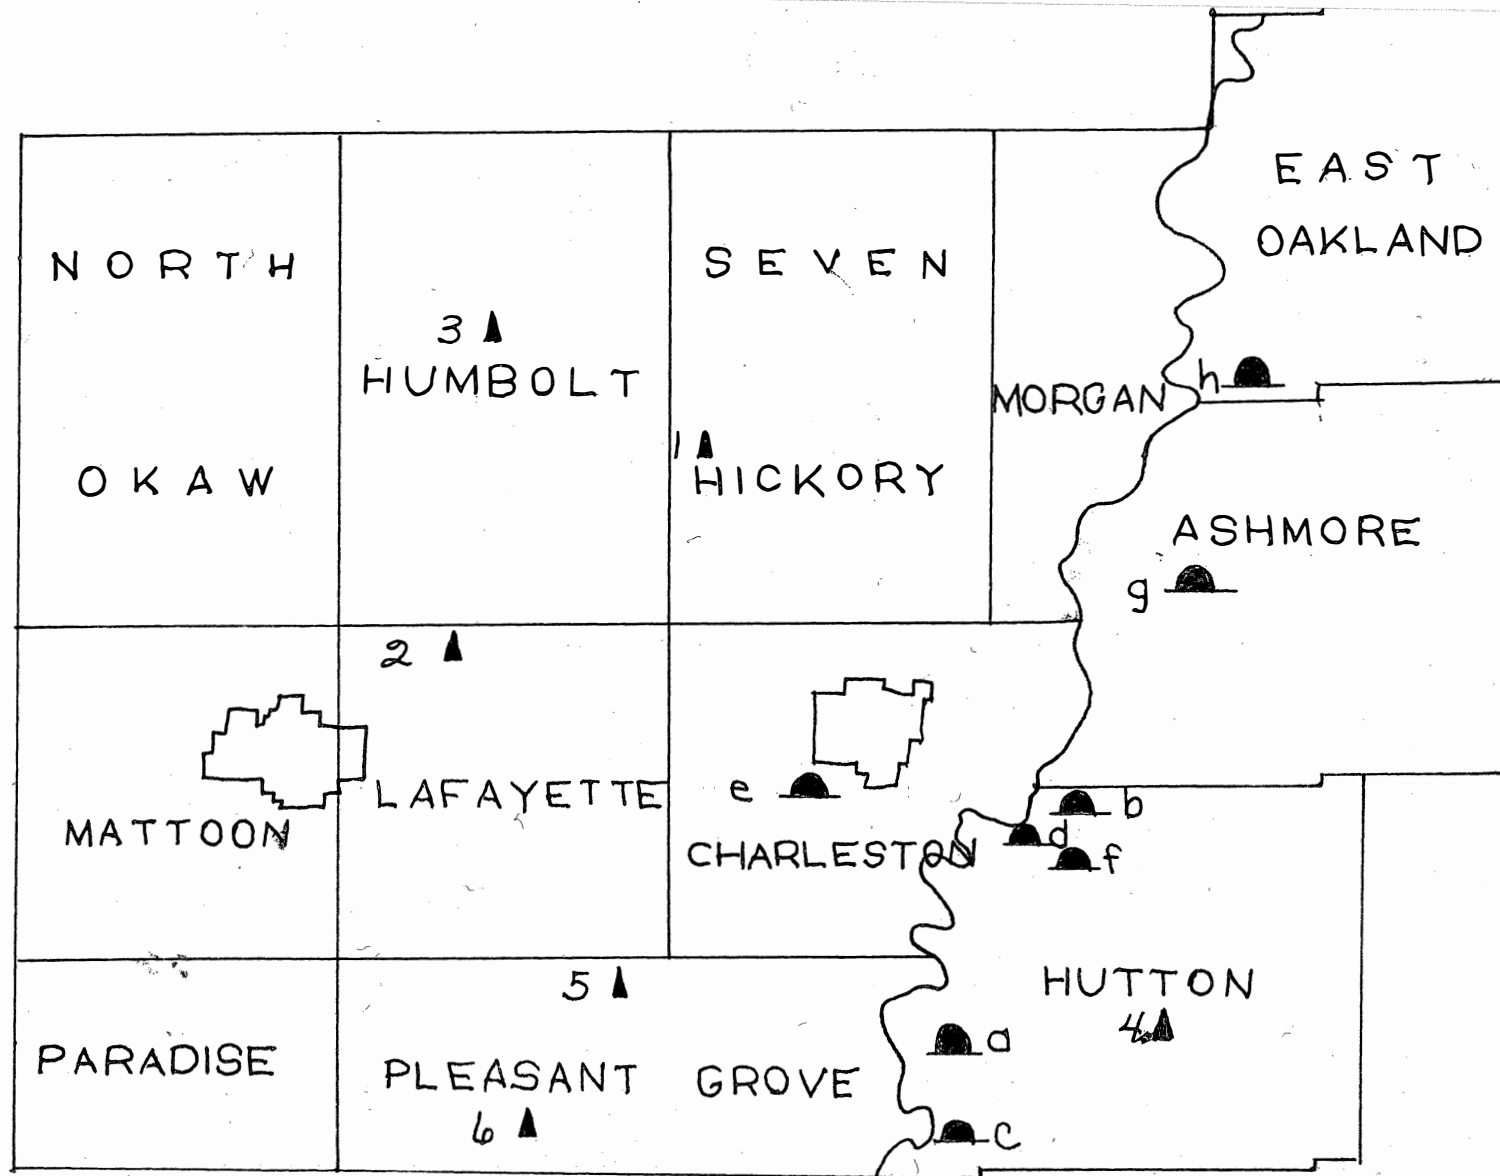 EAST
OAKLAND
NORTH
SEVEN
3
HUMBOLT
h
MORGAN
1
HICKORY
OKAW
ASHMORE
g
2
e
LAFAYETTE
b
MATTOON
d
CHARLESTON
f
5
HUTTON
4
a
PARADISE
PLEASANT GROVE
6
c